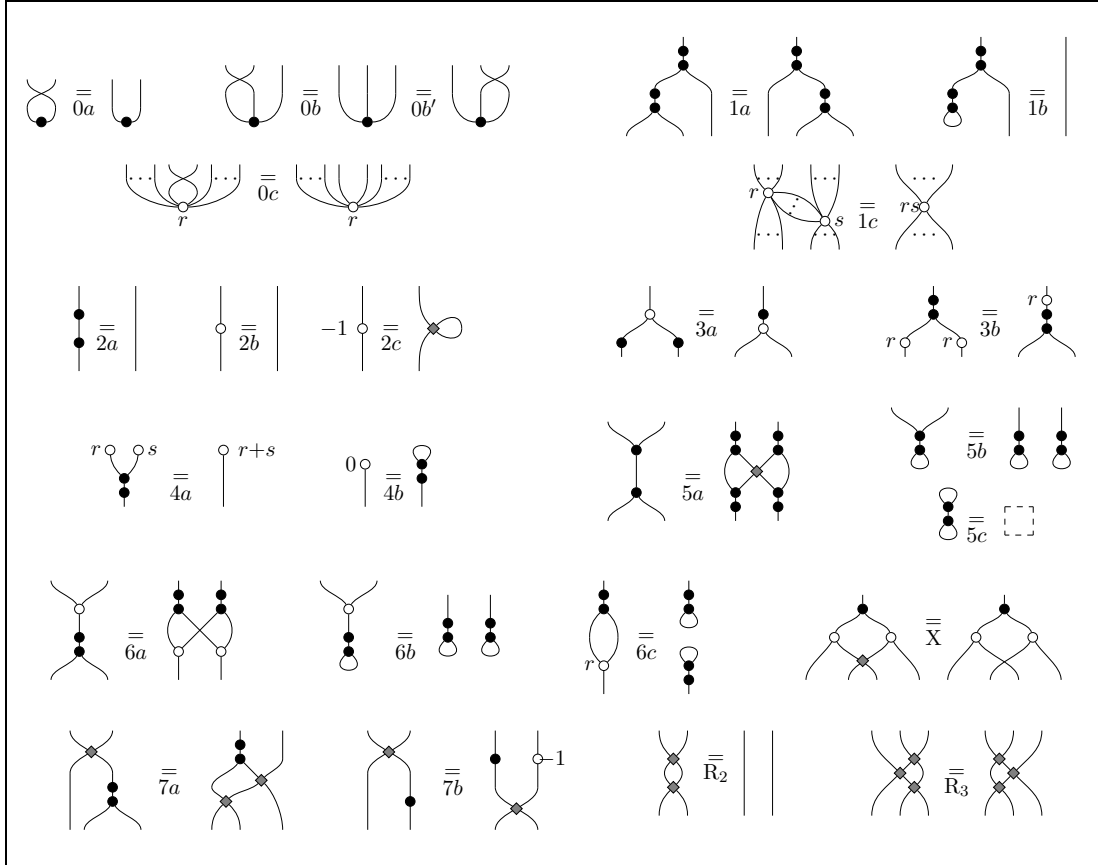 = 0a = 0b = 0b′ = 1a = 1b
··· ··· = 0c ··· ··· r ··· ··· r s = 1c ··· ··· rs ··· ···
r r
= 2a = 2b −1 = 2c = 3a r r = 3b r
r s = 4a r+s 0 = 4b = 5a = 5b
= 5c
= 6a = 6b r = 6c = X
= 7a = 7b −1 = R₂ = R₃